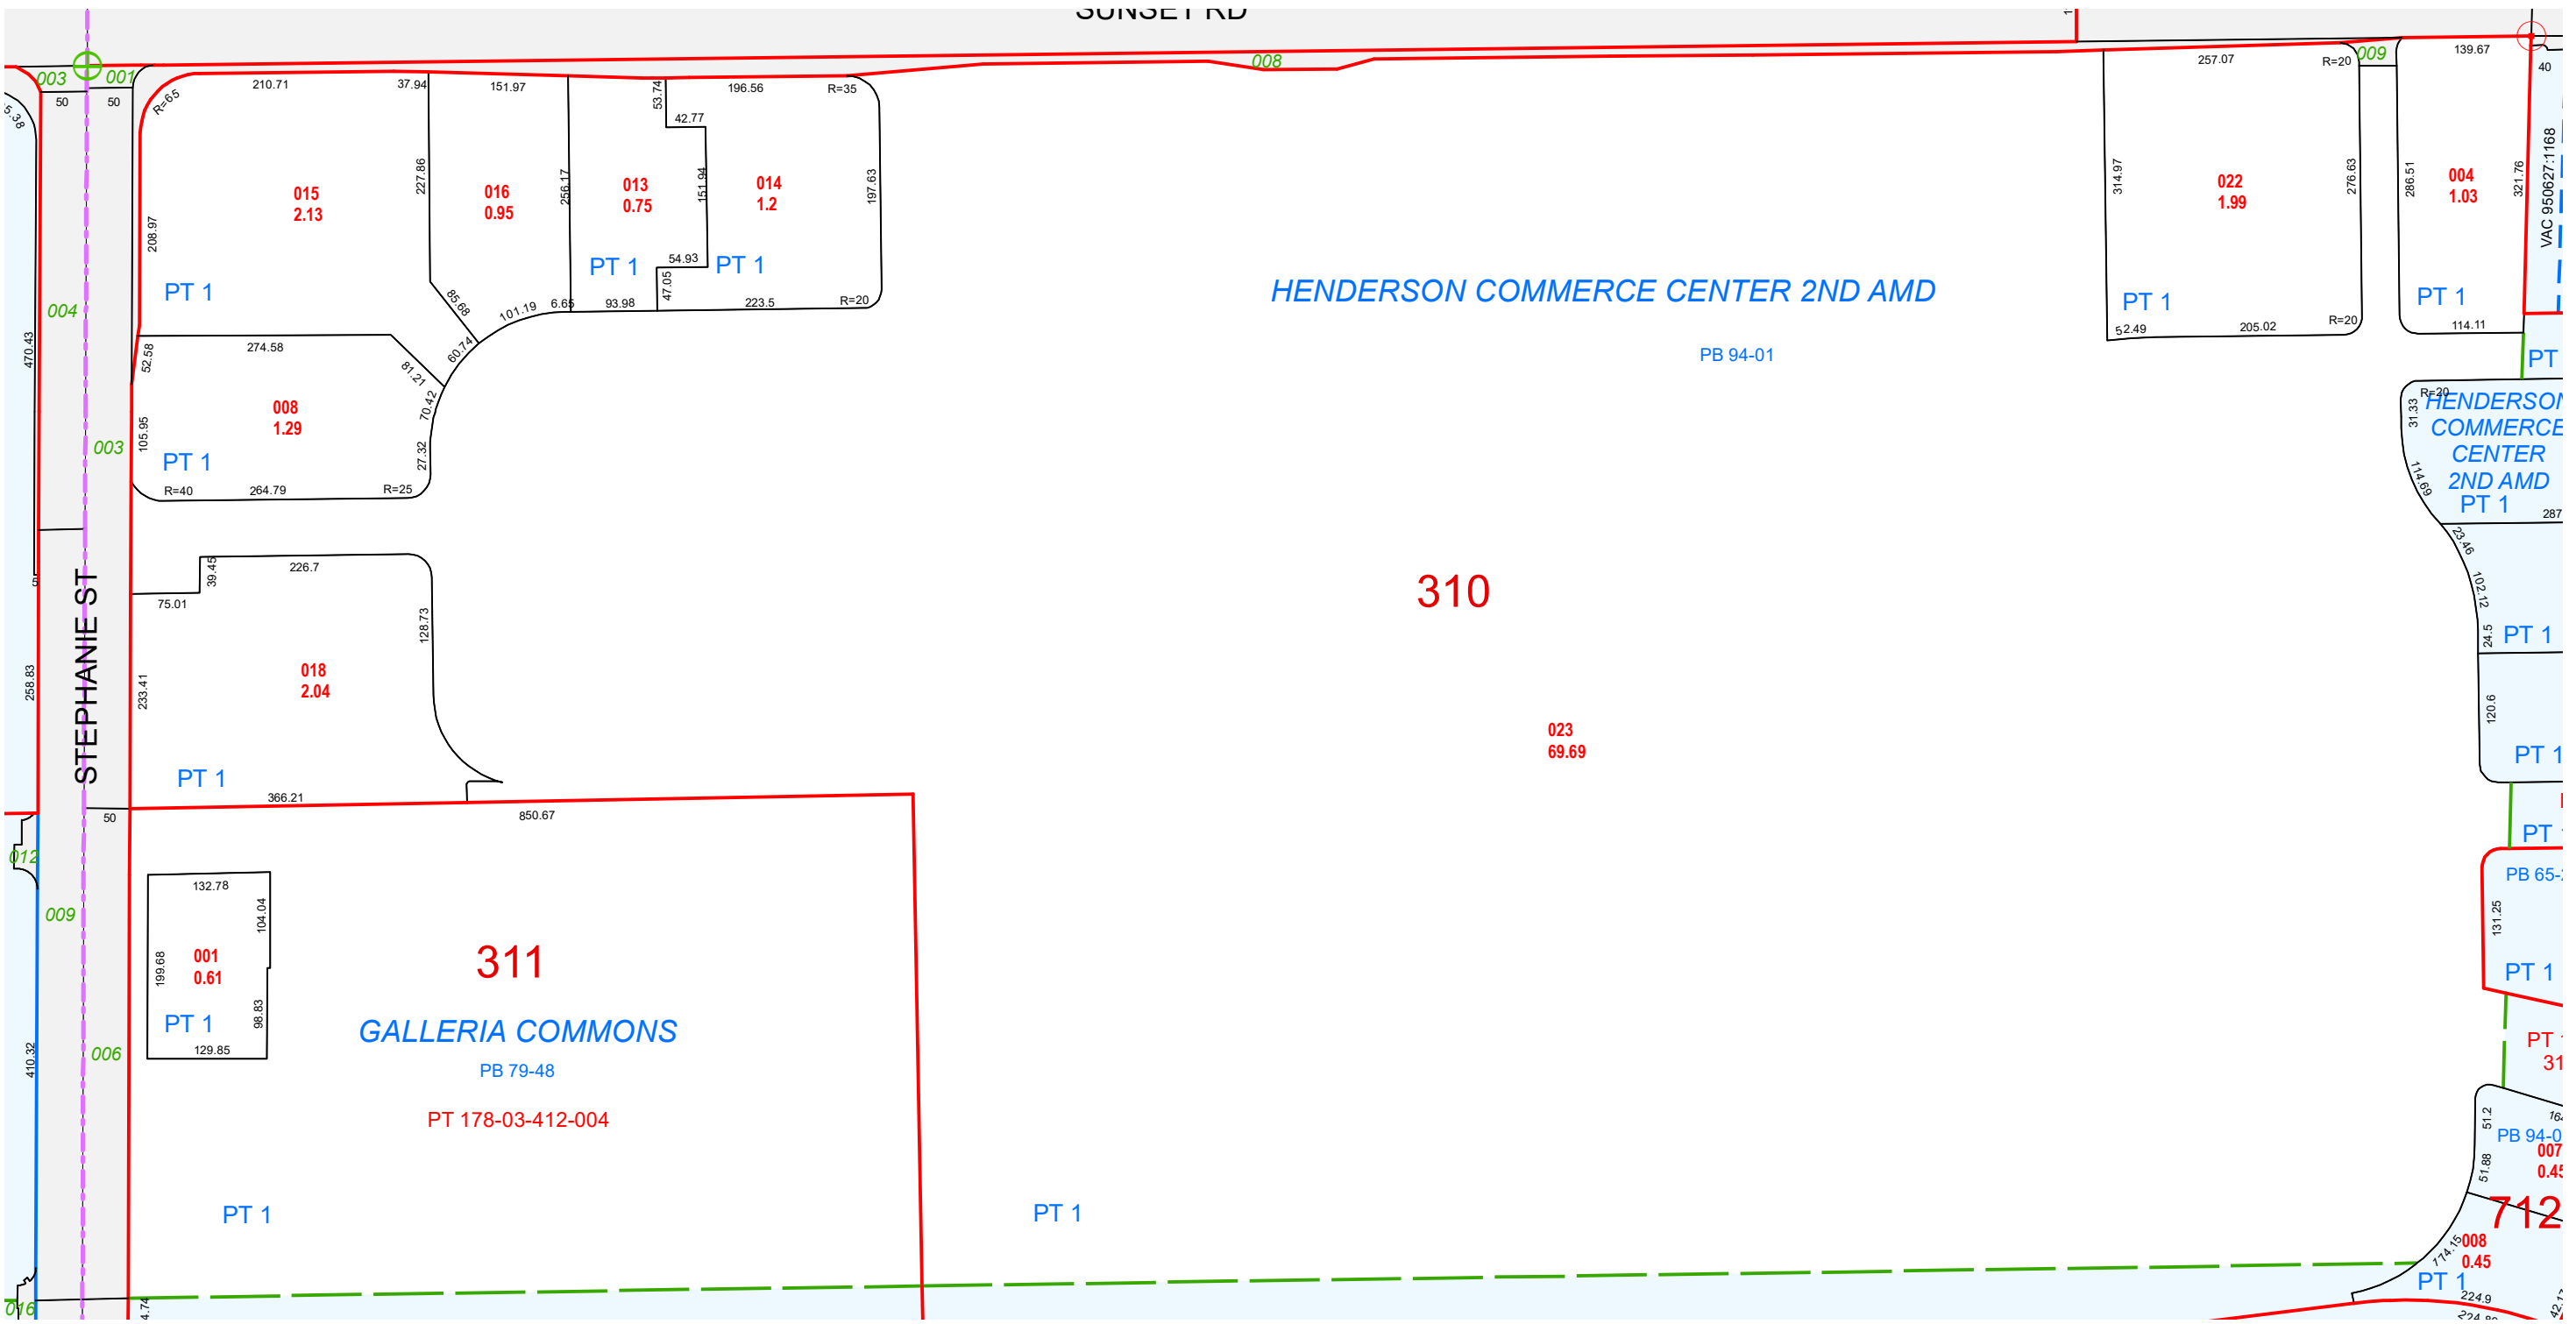 SUNSET RD
003
001
50
50
R=65
210.71
37.94
151.97
53.74
196.56
R=35
42.77
008
257.07
R=20
009
139.67
40
VAC 950627:1168
208.97
015
2.13
227.86
016
0.95
256.17
013
0.75
151.94
014
1.2
197.63
314.97
022
1.99
276.63
286.51
004
1.03
321.76
PT 1
PT 1
54.93
PT 1
47.05
85.68
101.19
6.65
93.98
223.5
R=20
HENDERSON COMMERCE CENTER 2ND AMD
PB 94-01
PT 1
52.49
205.02
R=20
PT 1
114.11
PT
004
470.43
52.58
274.58
60.74
81.21
70.42
008
1.29
105.95
003
27.32
PT 1
R=40
264.79
R=25
R=20
31.33
HENDERSON
COMMERCE
CENTER
2ND AMD
PT 1
114.69
287
23.46
102.12
24.5
PT 1
STEPHANIE ST
5
39.45
226.7
75.01
128.73
310
258.83
233.41
018
2.04
023
69.69
120.6
PT 1
PT 1
366.21
50
850.67
PT
012
009
132.78
104.04
199.68
001
0.61
98.83
PT 1
129.85
006
410.32
311
GALLERIA COMMONS
PB 79-48
PT 178-03-412-004
PB 65-
131.25
PT 1
PT
31
51.2
PB 94-0
007
0.45
51.88
712
PT 1
PT 1
174.15
008
0.45
PT 1
224.9
016
4.74
42.17